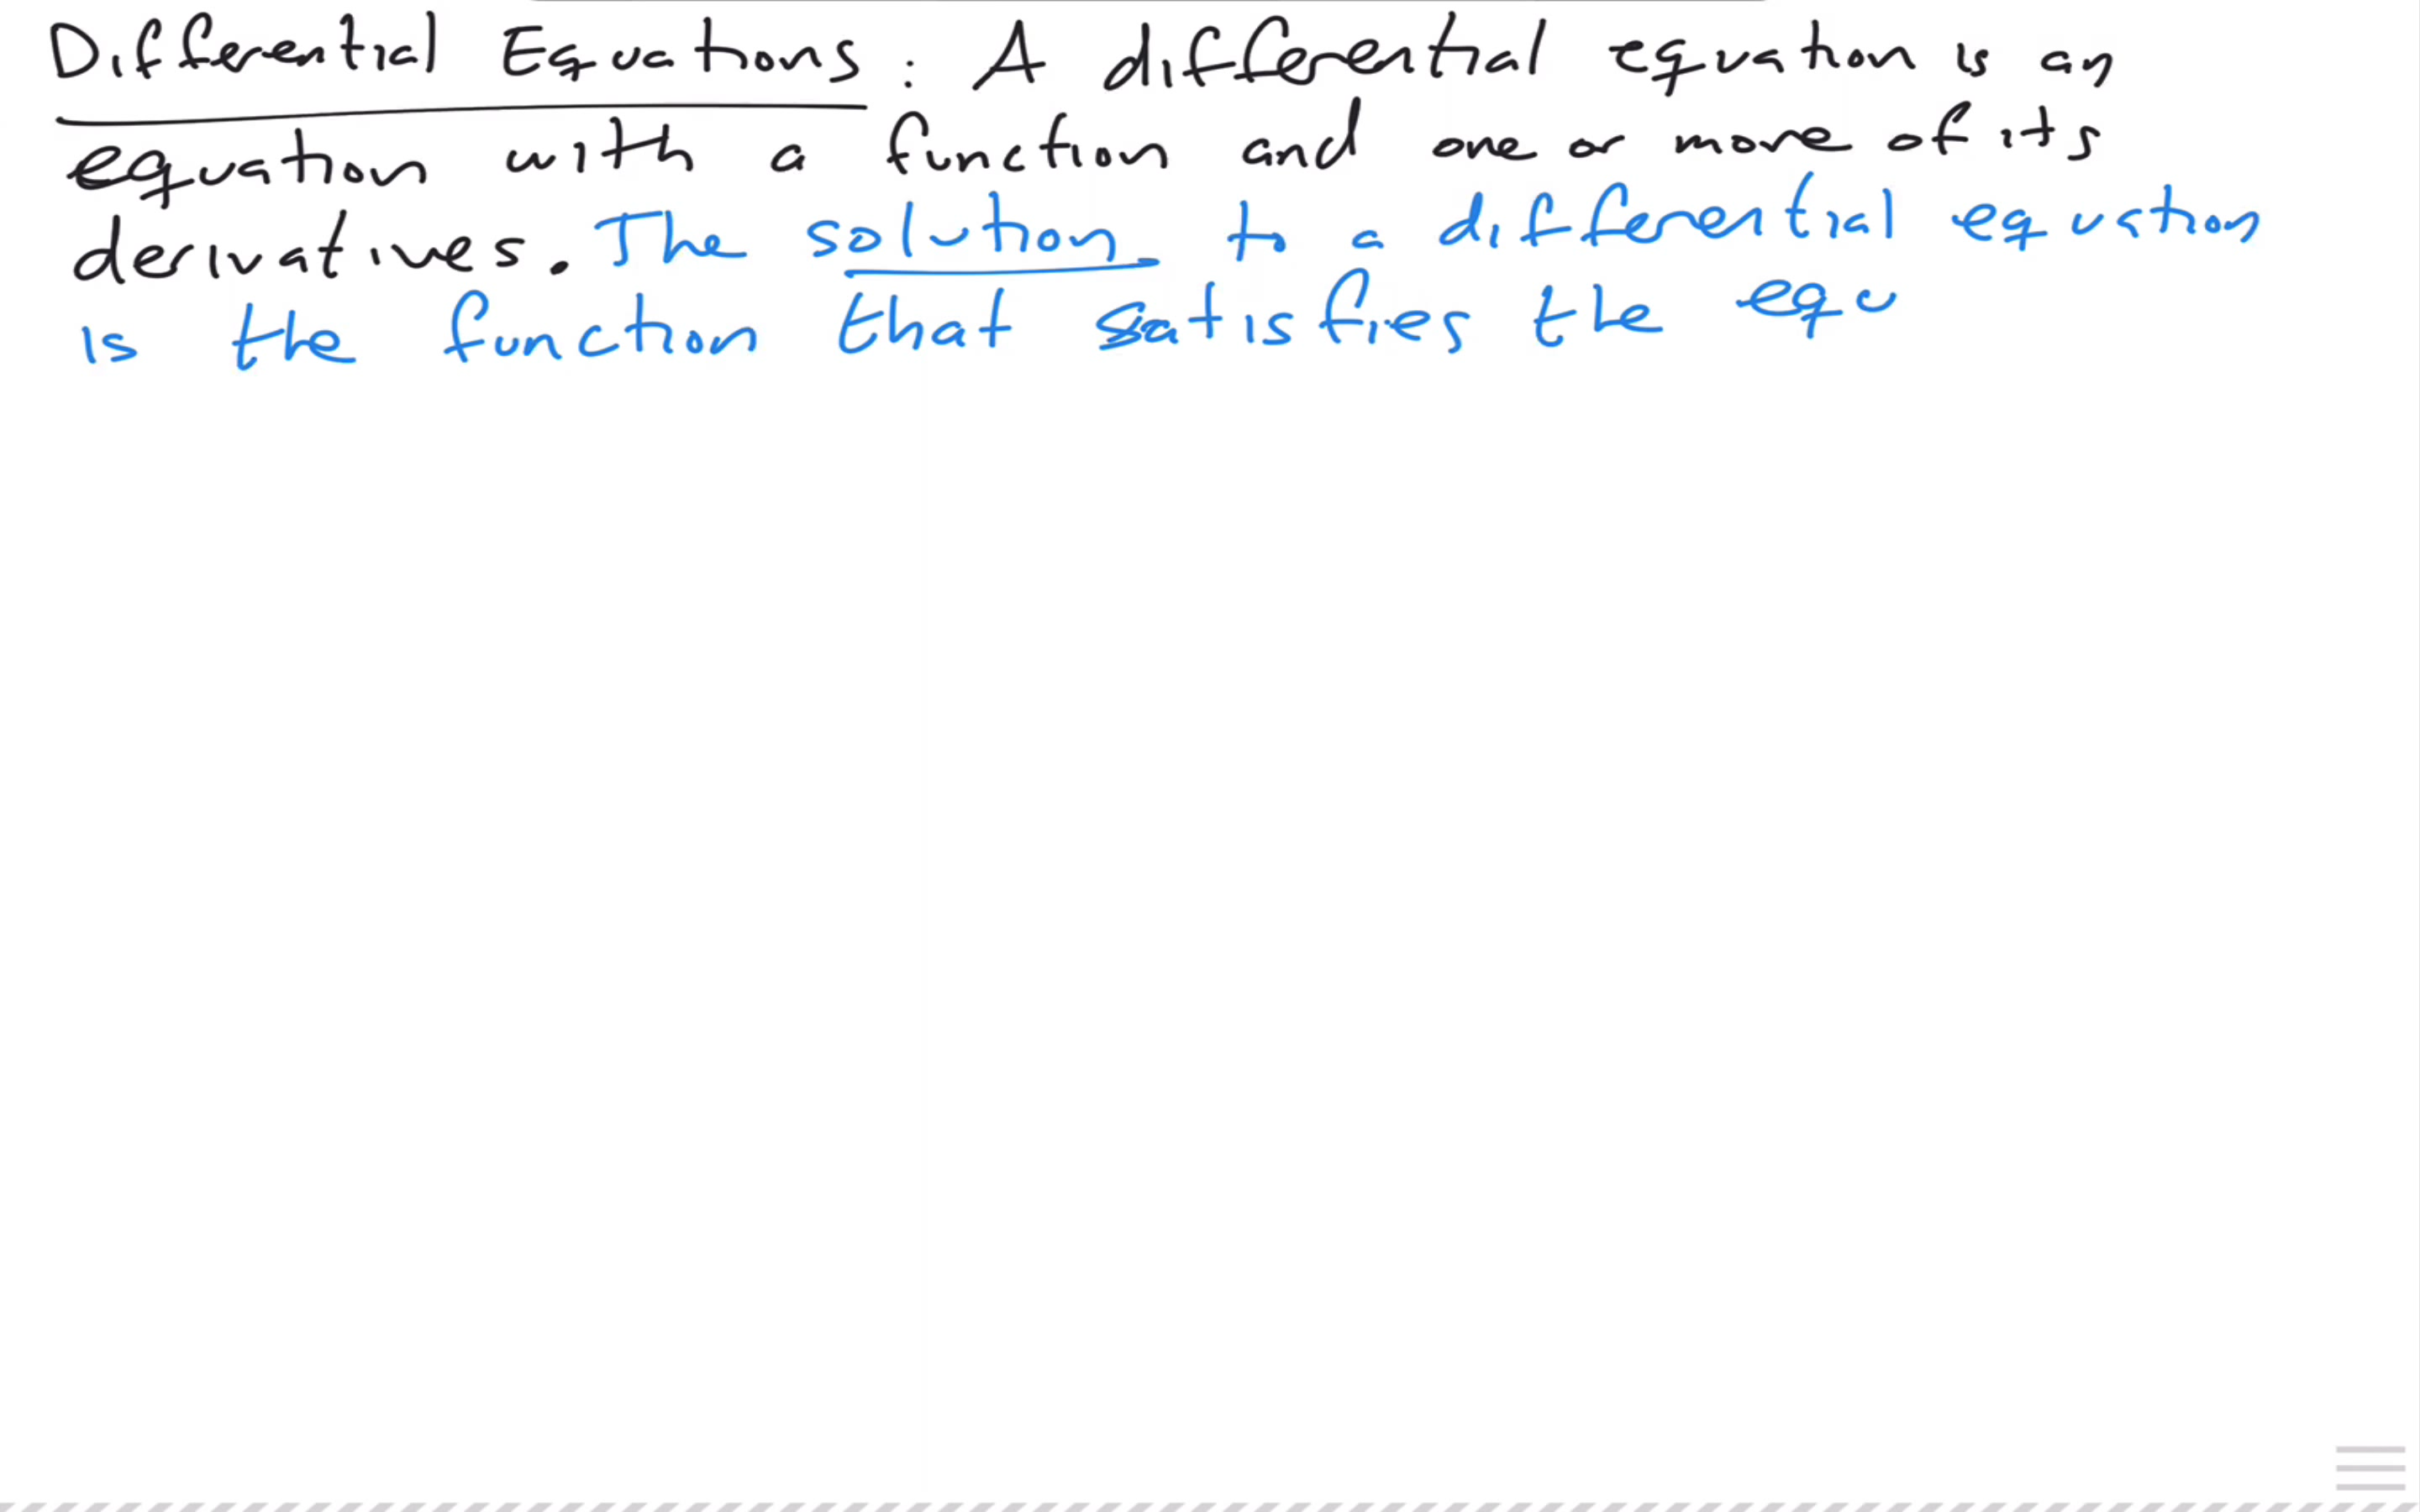 Differential Equations: A differential equation is an
equation with a function and one or more of its
derivatives. The solution to a differential equation
is the function that satisfies the equ